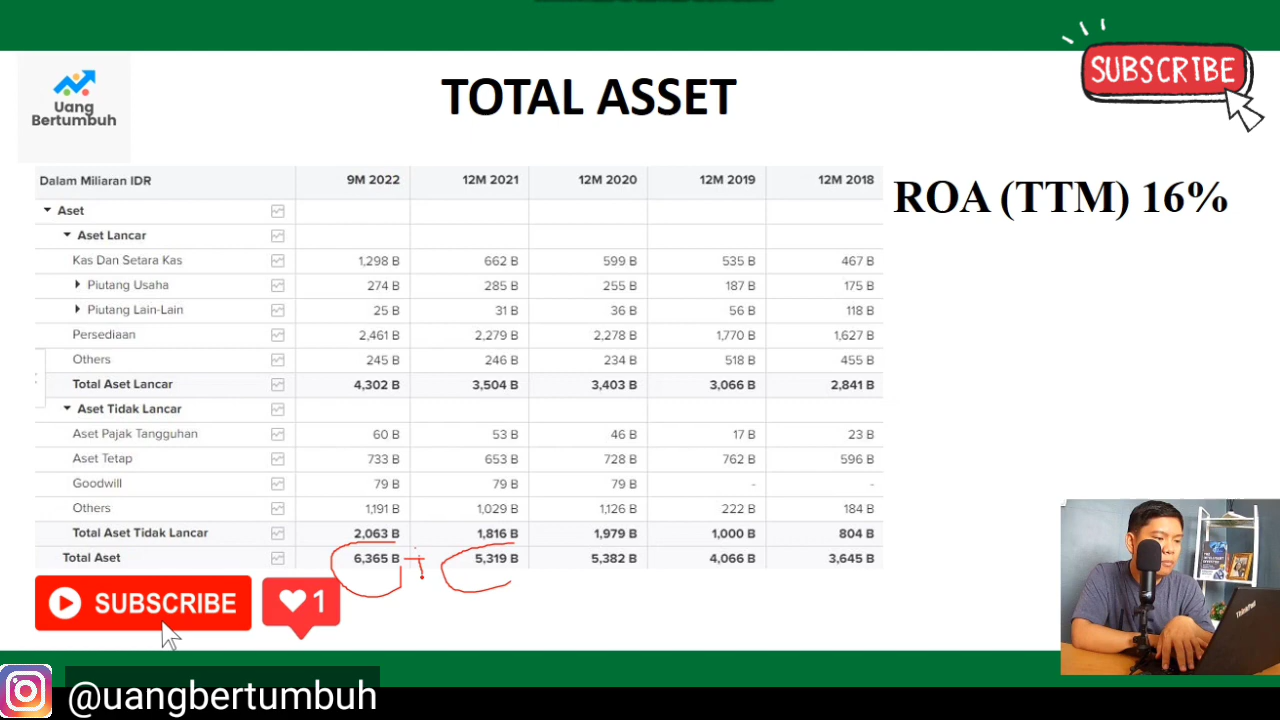 SUBSCRIBE
Uang
Bertumbuh
TOTAL ASSET
ROA (TTM) 16%
Dalam Miliaran IDR 9M 2022 12M 2021 12M 2020 12M 2019 12M 2018
Aset
Aset Lancar
Kas Dan Setara Kas 1,298 B 662 B 599 B 535 B 467 B
Piutang Usaha 274 B 285 B 255 B 187 B 175 B
Piutang Lain-Lain 25 B 31 B 36 B 56 B 118 B
Persediaan 2,461 B 2,279 B 2,278 B 1,770 B 1,627 B
Others 245 B 246 B 234 B 518 B 455 B
Total Aset Lancar 4,302 B 3,504 B 3,403 B 3,066 B 2,841 B
Aset Tidak Lancar
Aset Pajak Tangguhan 60 B 53 B 46 B 17 B 23 B
Aset Tetap 733 B 653 B 728 B 762 B 596 B
Goodwill 79 B 79 B 79 B - -
Others 1,191 B 1,029 B 1,126 B 222 B 184 B
Total Aset Tidak Lancar 2,063 B 1,816 B 1,979 B 1,000 B 804 B
Total Aset 6,365 B + 5,319 B 5,382 B 4,066 B 3,645 B
SUBSCRIBE 1
ThinkPad
@uangbertumbuh